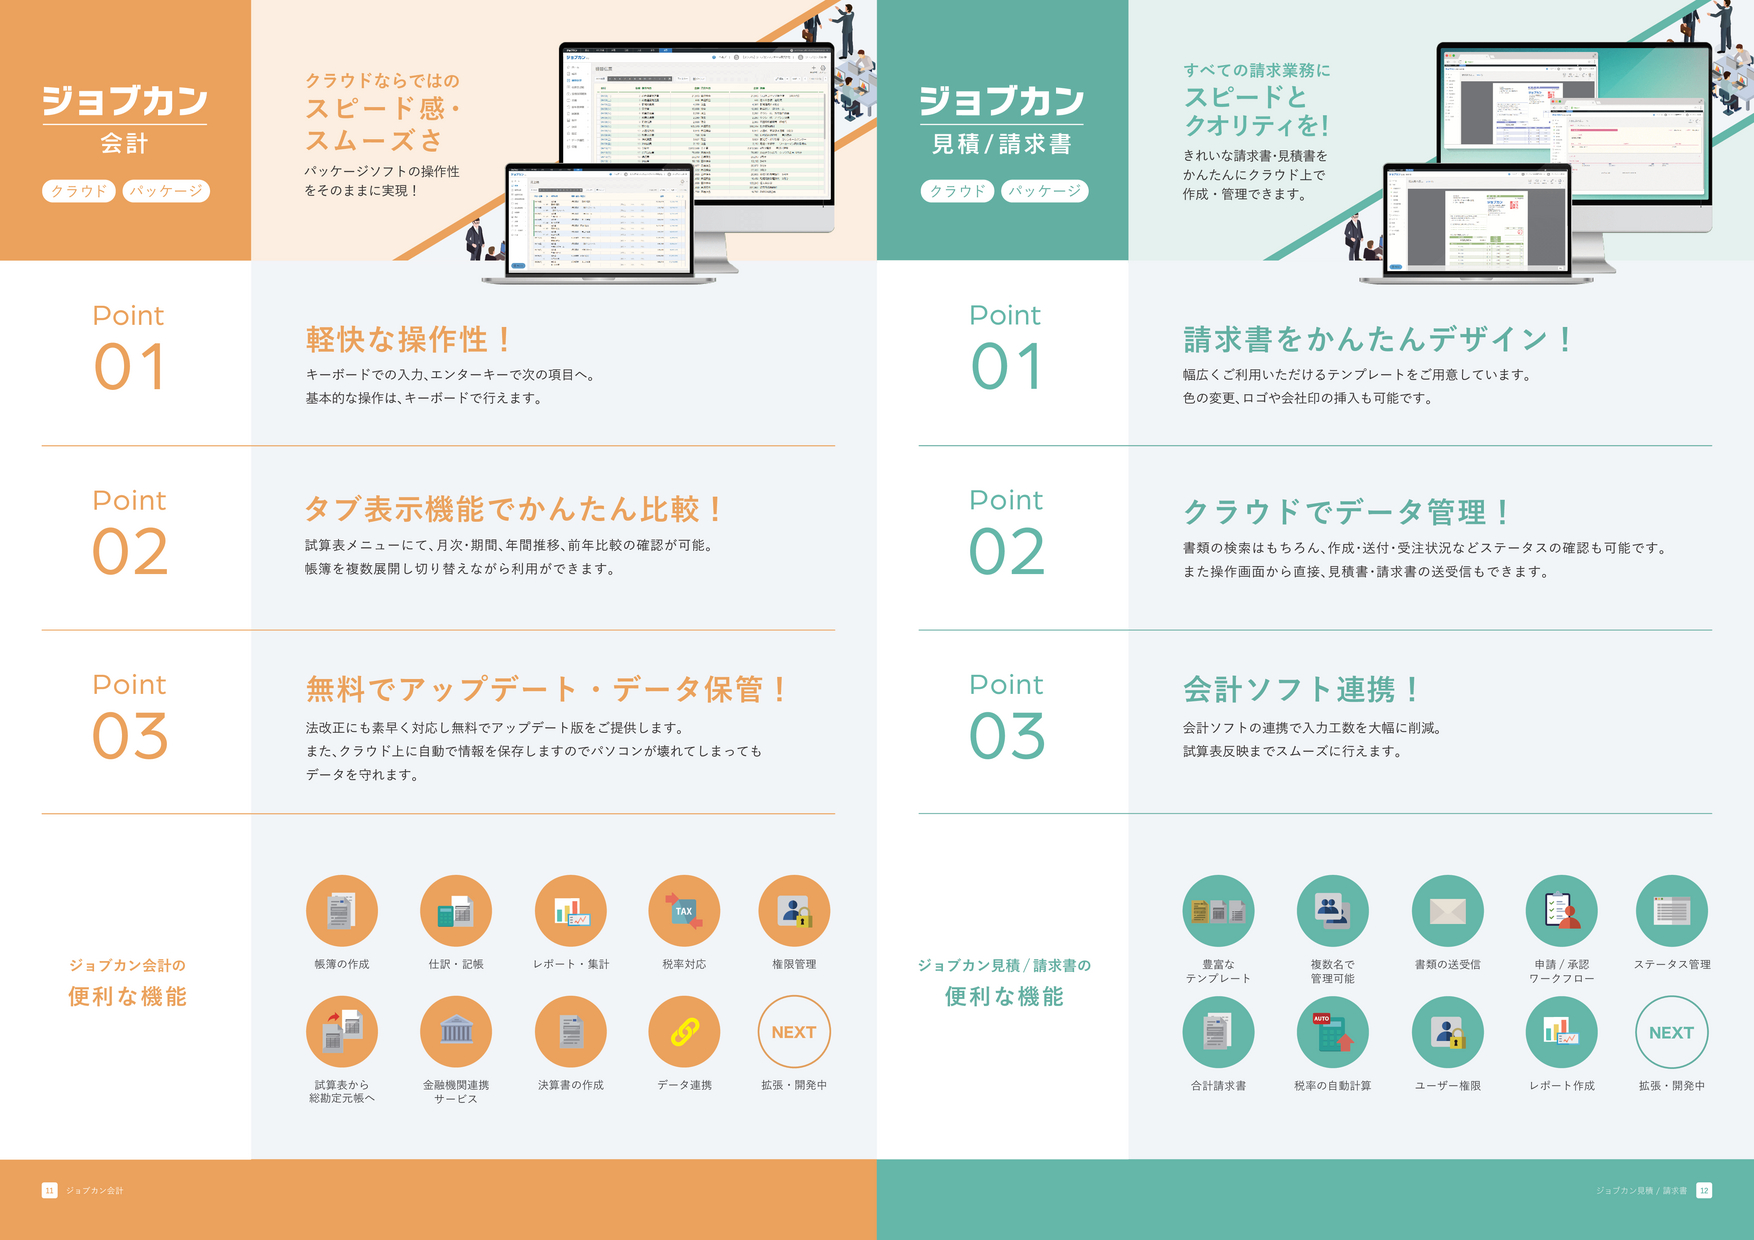 ジョブカン
会計
クラウド
パッケージ
クラウドならではの
スピード感・
スムーズさ
パッケージソフトの操作性
をそのままに実現！
Point
01
軽快な操作性！
キーボードでの入力、エンターキーで次の項目へ。
基本的な操作は、キーボードで行えます。
Point
02
タブ表示機能でかんたん比較！
試算表メニューにて、月次・期間、年間推移、前年比較の確認が可能。
帳簿を複数展開し切り替えながら利用ができます。
Point
03
無料でアップデート・データ保管！
法改正にも素早く対応し無料でアップデート版をご提供します。
また、クラウド上に自動で情報を保存しますのでパソコンが壊れてしまっても
データを守れます。
ジョブカン会計の
便利な機能
TAX
帳簿の作成
仕訳・記帳
レポート・集計
税率対応
権限管理
NEXT
試算表から
総勘定元帳へ
金融機関連携
サービス
決算書の作成
データ連携
拡張・開発中
11
ジョブカン会計
ジョブカン
見積/請求書
クラウド
パッケージ
すべての請求業務に
スピードと
クオリティを！
きれいな請求書・見積書を
かんたんにクラウド上で
作成・管理できます。
Point
01
請求書をかんたんデザイン！
幅広くご利用いただけるテンプレートをご用意しています。
色の変更、ロゴや会社印の挿入も可能です。
Point
02
クラウドでデータ管理！
書類の検索はもちろん、作成・送付・受注状況などステータスの確認も可能です。
また操作画面から直接、見積書・請求書の送受信もできます。
Point
03
会計ソフト連携！
会計ソフトの連携で入力工数を大幅に削減。
試算表反映までスムーズに行えます。
ジョブカン見積/請求書の
便利な機能
豊富な
テンプレート
複数名で
管理可能
書類の送受信
申請/承認
ワークフロー
ステータス管理
AUTO
NEXT
合計請求書
税率の自動計算
ユーザー権限
レポート作成
拡張・開発中
ジョブカン見積/請求書
12